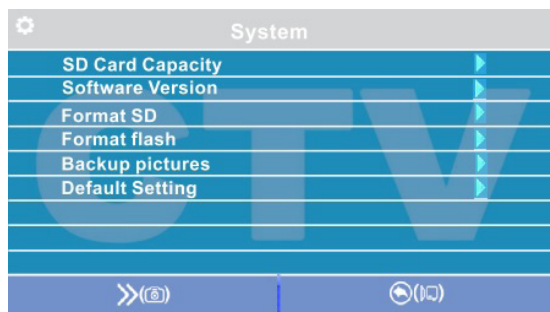 System
SD Card Capacity
Software Version
Format SD
Format flash
Backup pictures
Default Setting
CTV